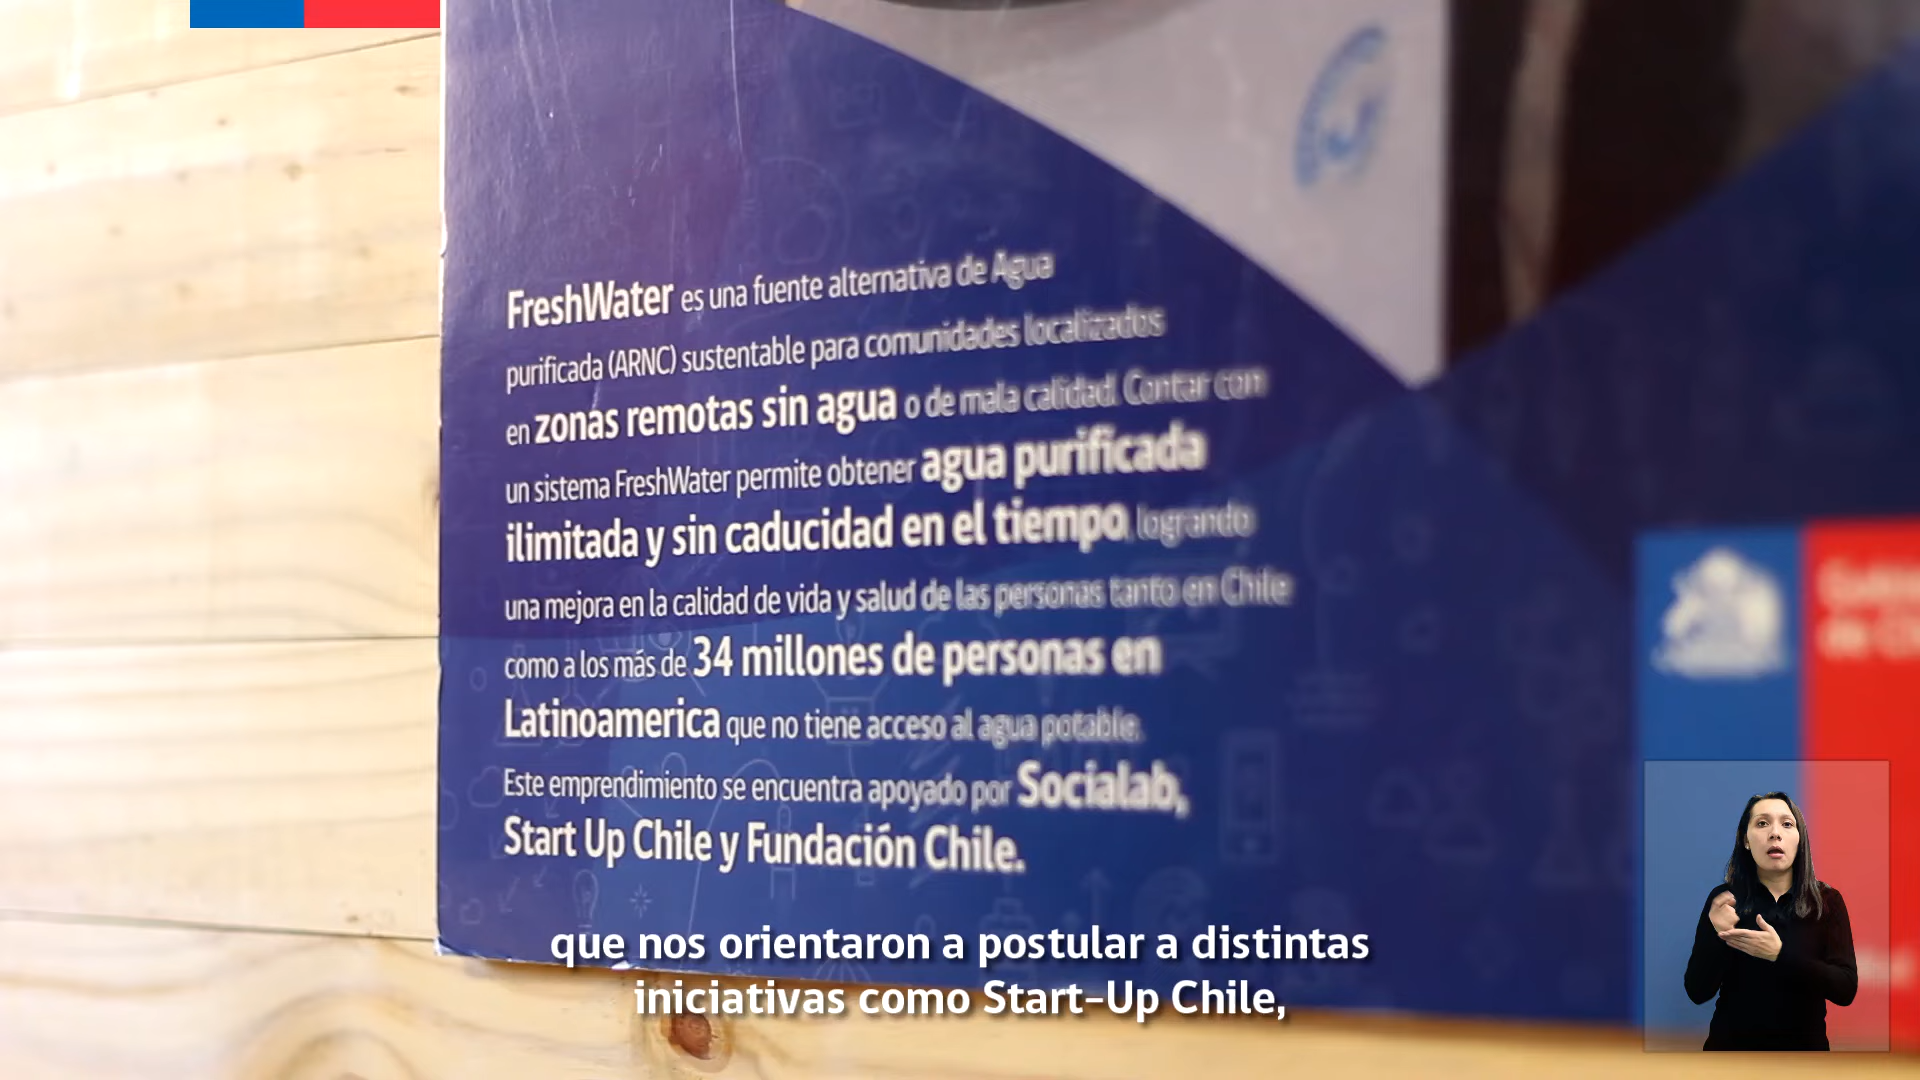 FreshWater es una fuente alternativa de Agua
purificada (ARNC) sustentable para comunidades localizados
en zonas remotas sin agua o de mala calidad. Contar con
un sistema FreshWater permite obtener agua purificada
ilimitada y sin caducidad en el tiempo, logrando
una mejora en la calidad de vida y salud de las personas tanto en Chile
como a los más de 34 millones de personas en
Latinoamerica que no tiene acceso al agua potable.
Este emprendimiento se encuentra apoyado por Socialab,
Start Up Chile y Fundación Chile.
que nos orientaron a postular a distintas
iniciativas como Start-Up Chile,